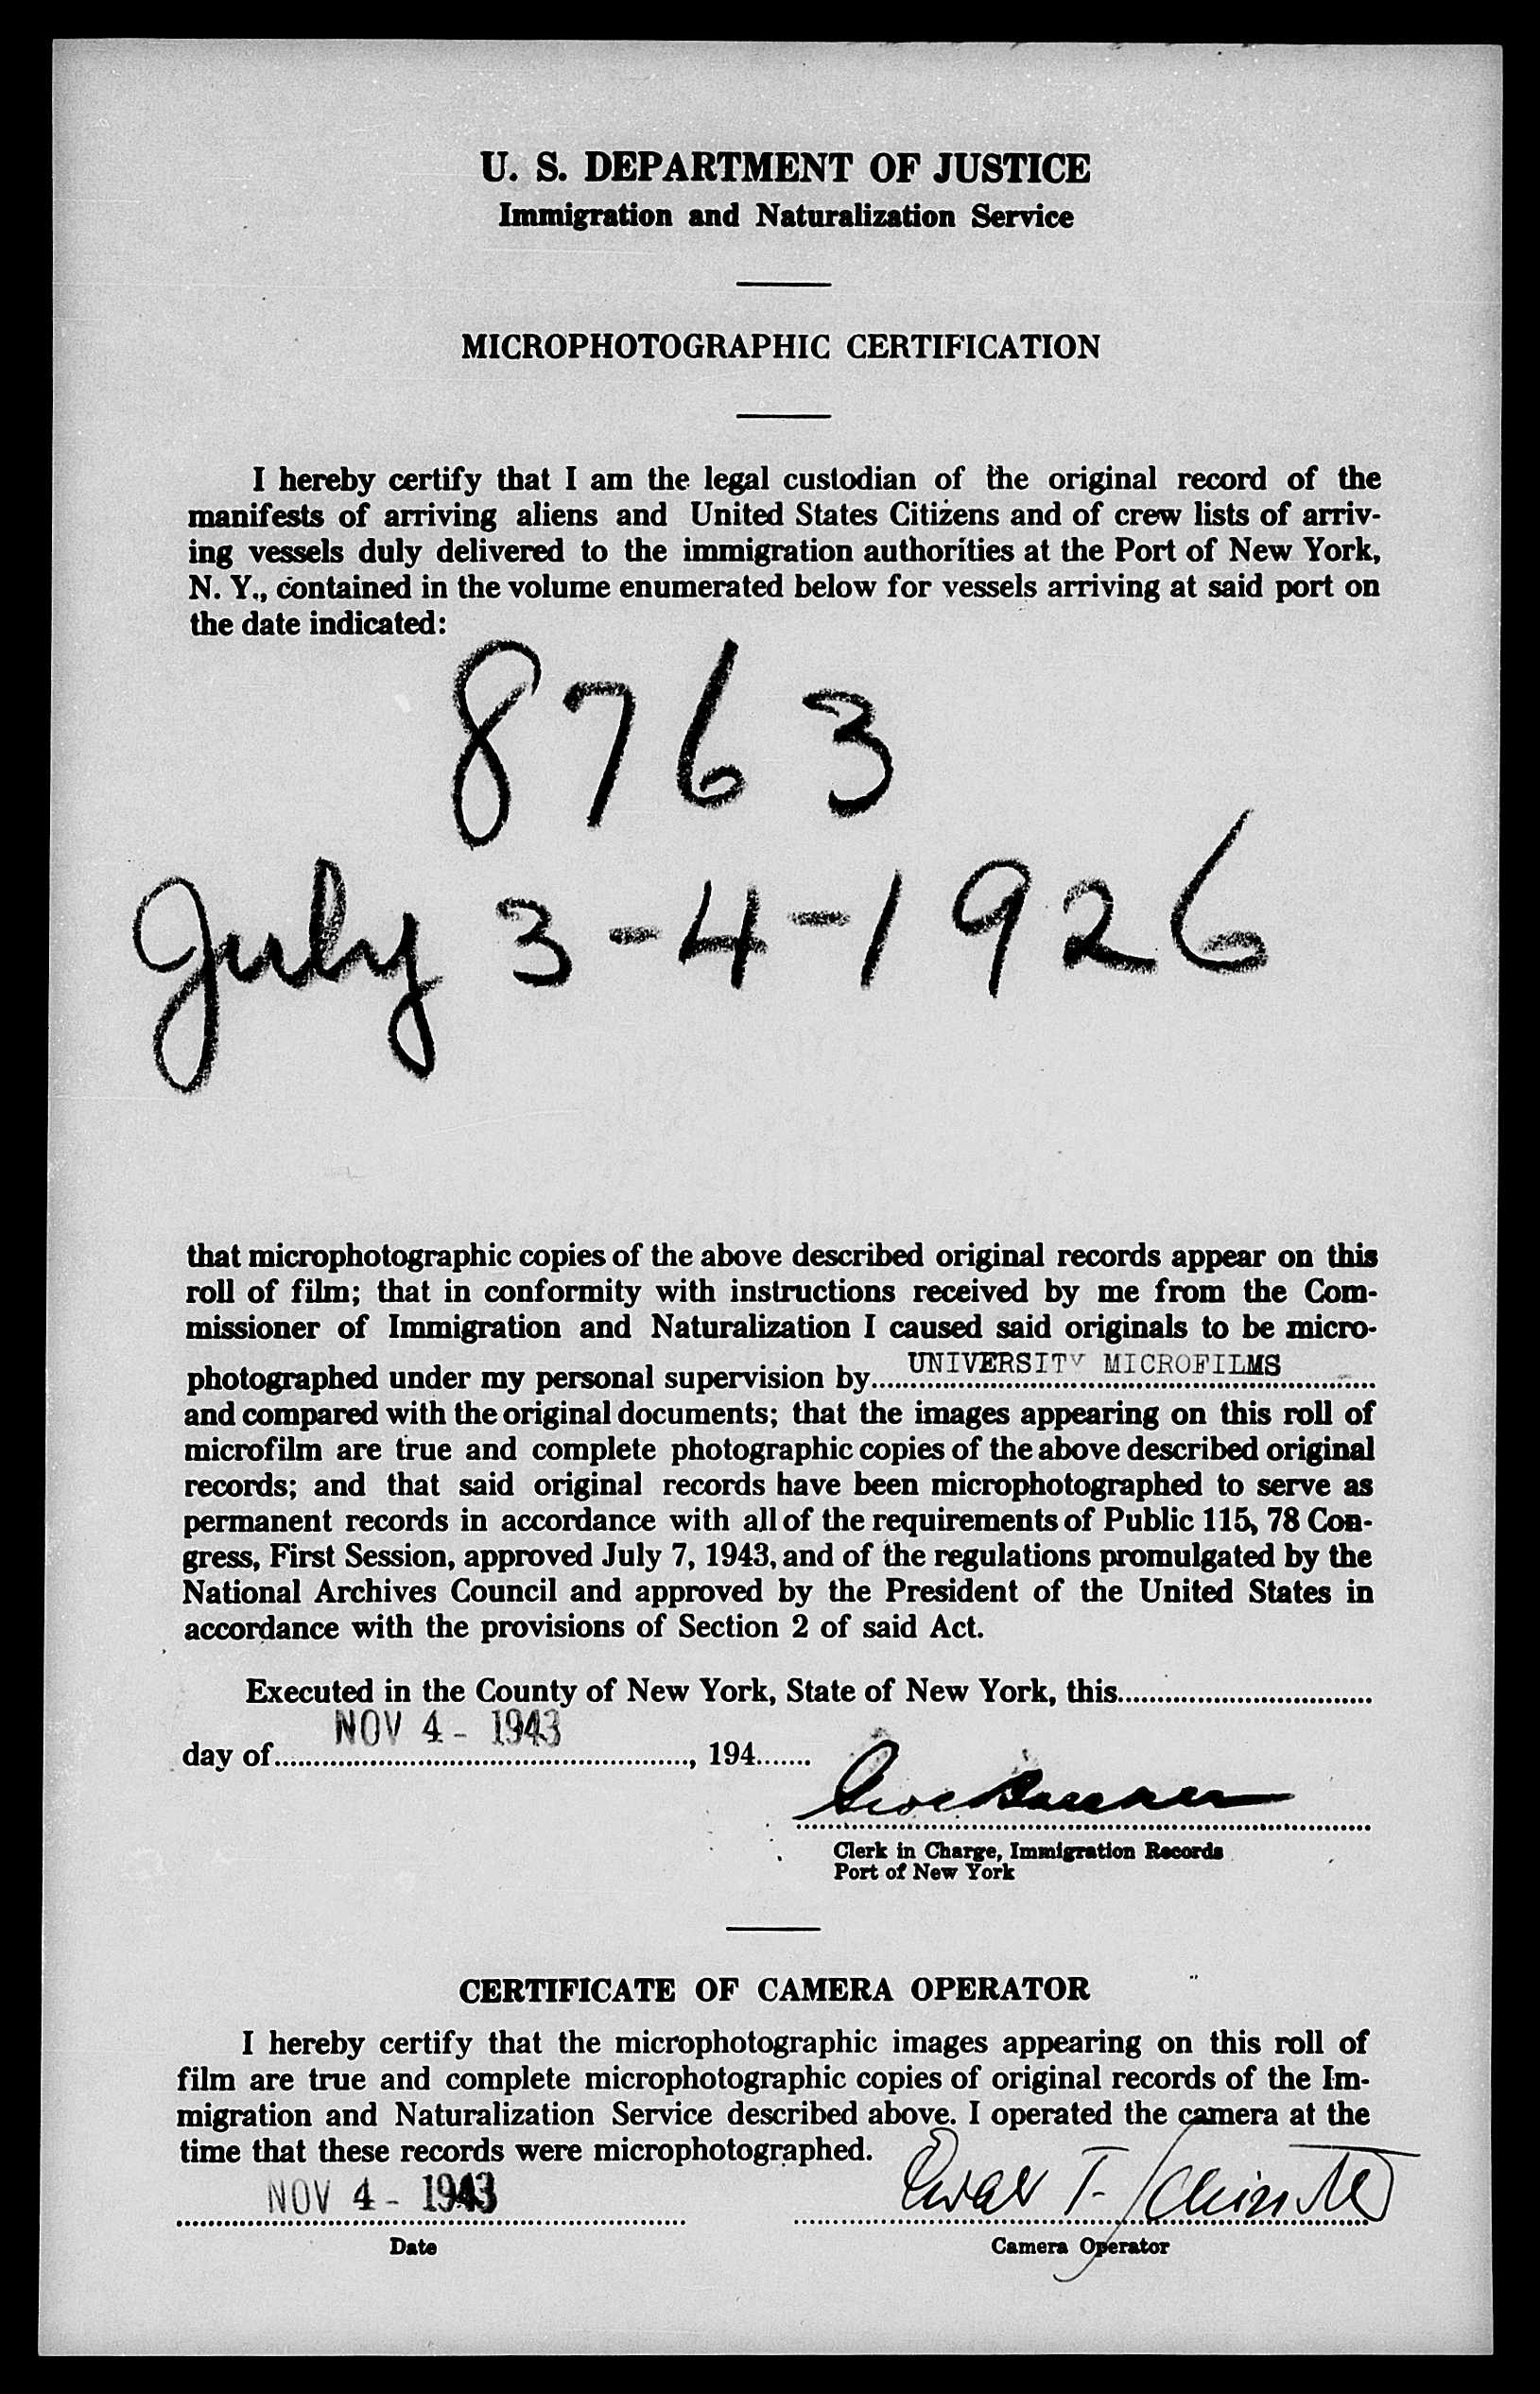 U. S. DEPARTMENT OF JUSTICE
Immigration and Naturalization Service
MICROPHOTOGRAPHIC CERTIFICATION
I hereby certify that I am the legal custodian of the original record of the
manifests of arriving aliens and United States Citizens and of crew lists of arriv-
ing vessels duly delivered to the immigration authorities at the Port of New York,
N. Y., contained in the volume enumerated below for vessels arriving at said port on
the date indicated:
8763
July 3-4-1926
that microphotographic copies of the above described original records appear on this
roll of film; that in conformity with instructions received by me from the Com-
missioner of Immigration and Naturalization I caused said originals to be micro-
photographed under my personal supervision by UNIVERSITY MICROFILMS
and compared with the original documents; that the images appearing on this roll of
microfilm are true and complete photographic copies of the above described original
records; and that said original records have been microphotographed to serve as
permanent records in accordance with all of the requirements of Public 115, 78 Con-
gress, First Session, approved July 7, 1943, and of the regulations promulgated by the
National Archives Council and approved by the President of the United States in
accordance with the provisions of Section 2 of said Act.
Executed in the County of New York, State of New York, this
day of NOV 4 - 1943, 194
Clerk in Charge, Immigration Records
Port of New York
CERTIFICATE OF CAMERA OPERATOR
I hereby certify that the microphotographic images appearing on this roll of
film are true and complete microphotographic copies of original records of the Im-
migration and Naturalization Service described above. I operated the camera at the
time that these records were microphotographed.
NOV 4 - 1943
Date
Camera Operator